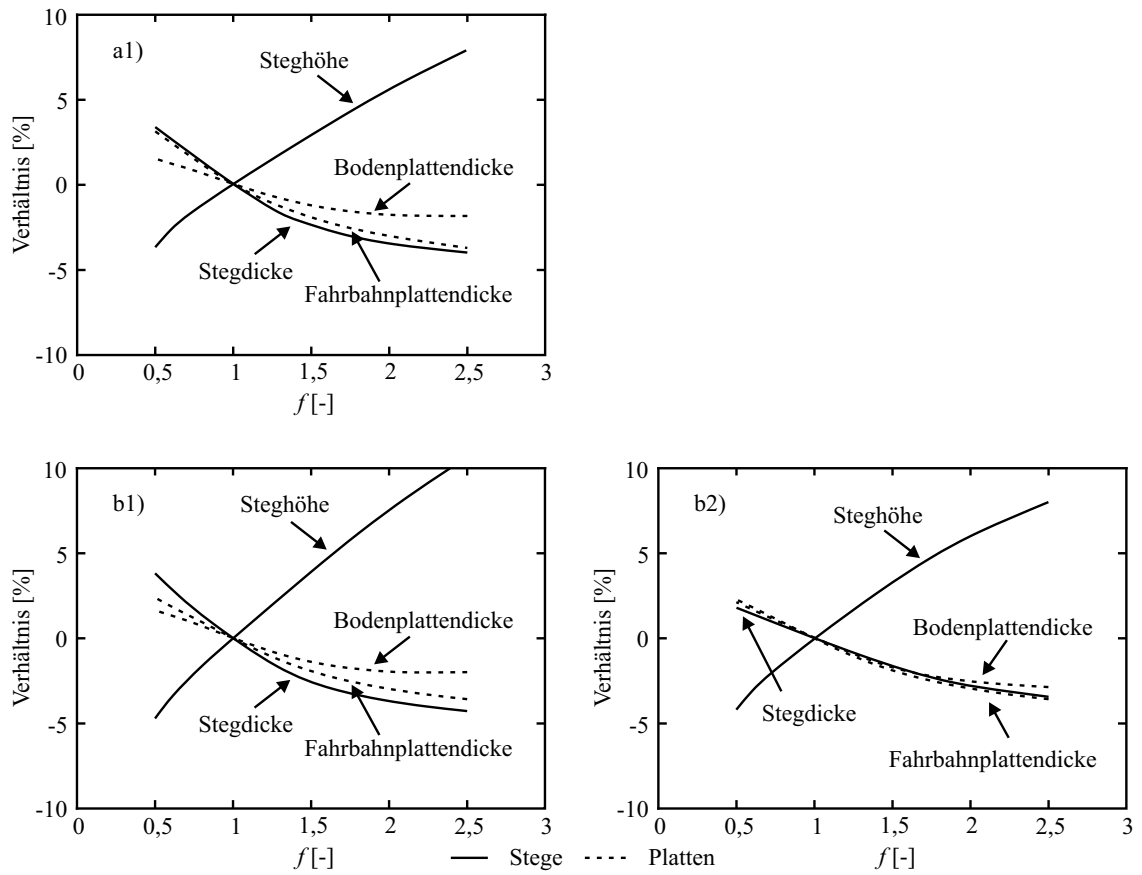 a1)
Verhältnis [%]
10
5
0
-5
-10
Steghöhe
Bodenplattendicke
Stegdicke
Fahrbahnplattendicke
0 0,5 1 1,5 2 2,5 3
f [-]
b1)
Verhältnis [%]
10
5
0
-5
-10
Steghöhe
Bodenplattendicke
Stegdicke
Fahrbahnplattendicke
0 0,5 1 1,5 2 2,5 3
f [-]
b2)
Verhältnis [%]
10
5
0
-5
-10
Steghöhe
Bodenplattendicke
Stegdicke
Fahrbahnplattendicke
0 0,5 1 1,5 2 2,5 3
f [-]
Stege Platten